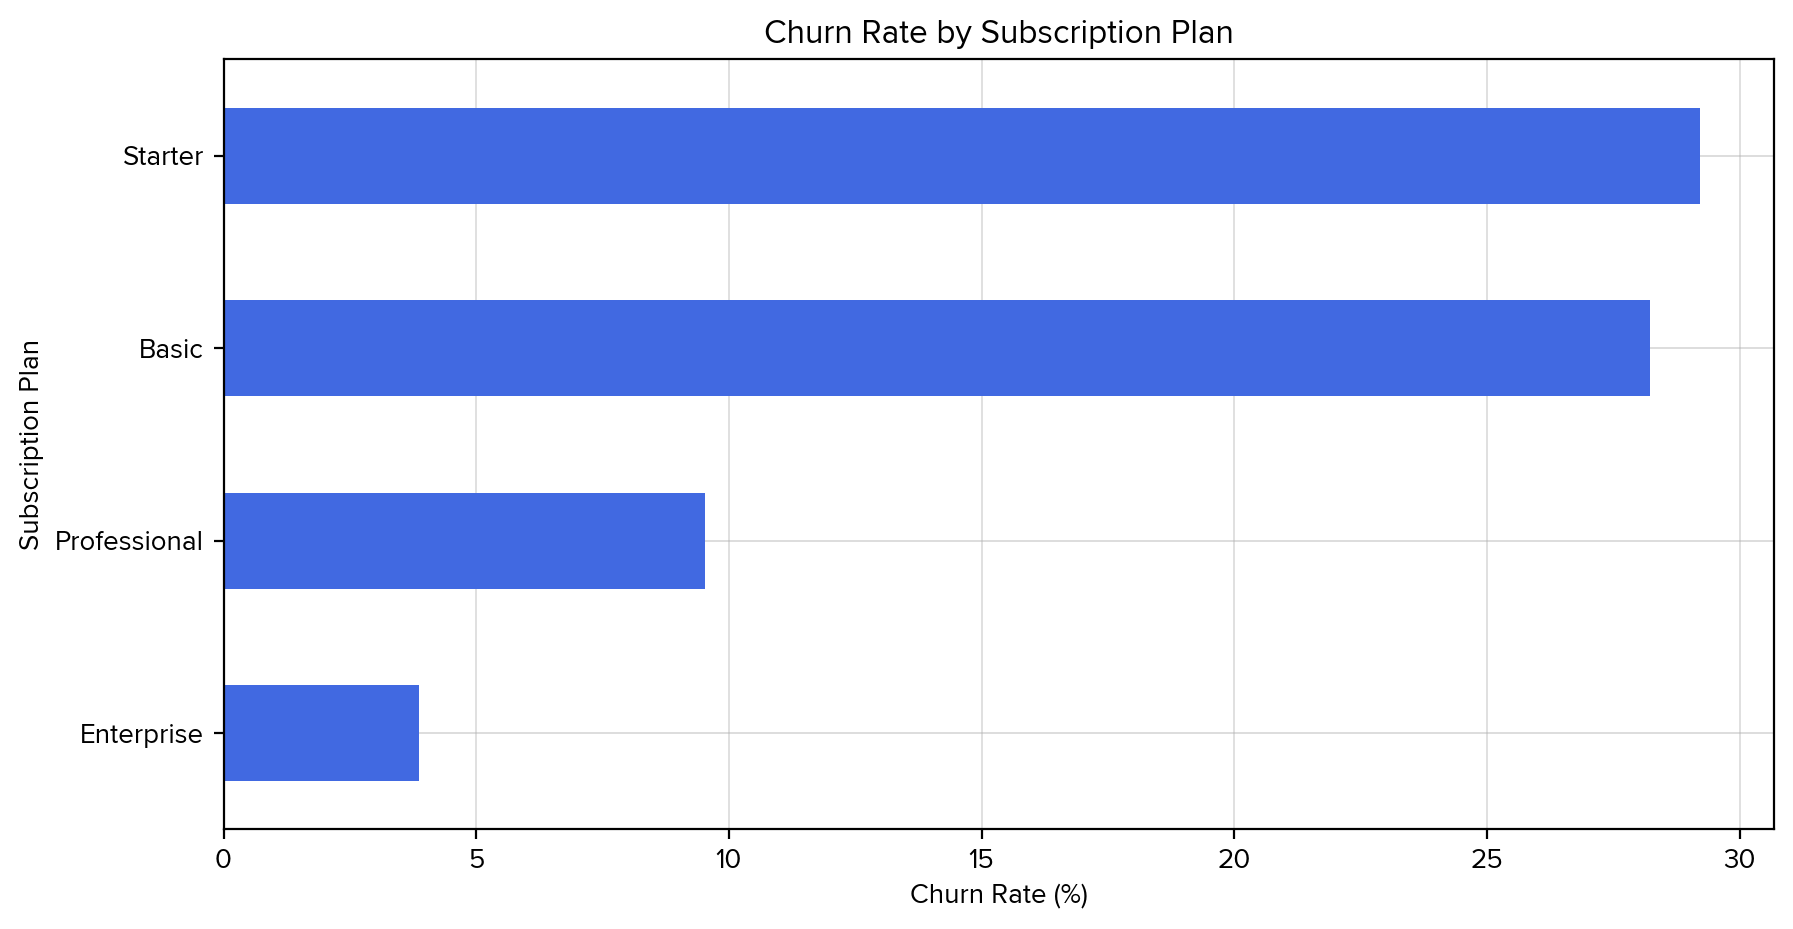 Churn Rate by Subscription Plan
Subscription Plan
Starter
Basic
Professional
Enterprise
0 5 10 15 20 25 30
Churn Rate (%)